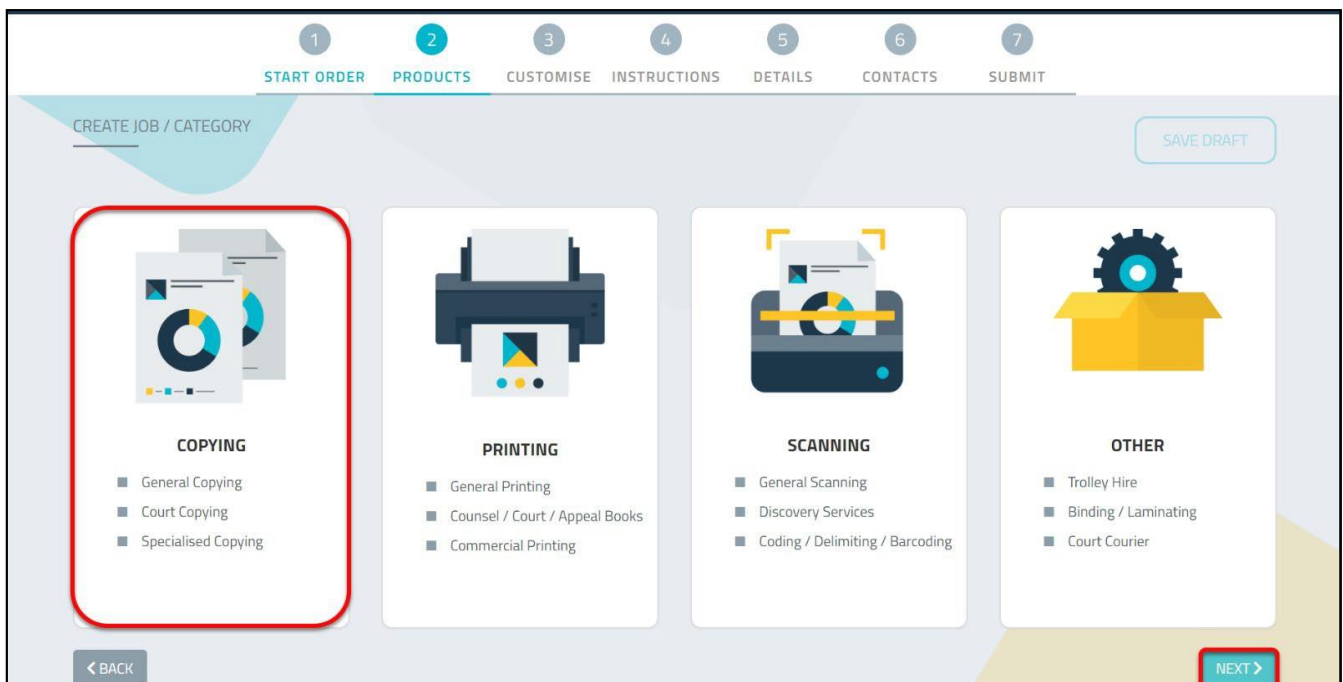 1 2 3 4 5 6 7
START ORDER PRODUCTS CUSTOMISE INSTRUCTIONS DETAILS CONTACTS SUBMIT
CREATE JOB / CATEGORY
SAVE DRAFT
COPYING
General Copying
Court Copying
Specialised Copying
PRINTING
General Printing
Counsel / Court / Appeal Books
Commercial Printing
SCANNING
General Scanning
Discovery Services
Coding / Delimiting / Barcoding
OTHER
Trolley Hire
Binding / Laminating
Court Courier
BACK
NEXT